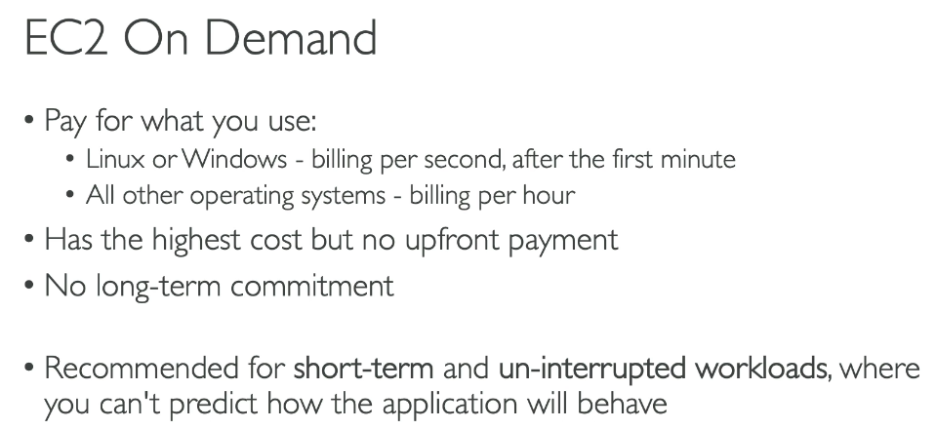 EC2 On Demand
• Pay for what you use:
• Linux or Windows - billing per second, after the first minute
• All other operating systems - billing per hour
• Has the highest cost but no upfront payment
• No long-term commitment
• Recommended for short-term and un-interrupted workloads, where
you can't predict how the application will behave